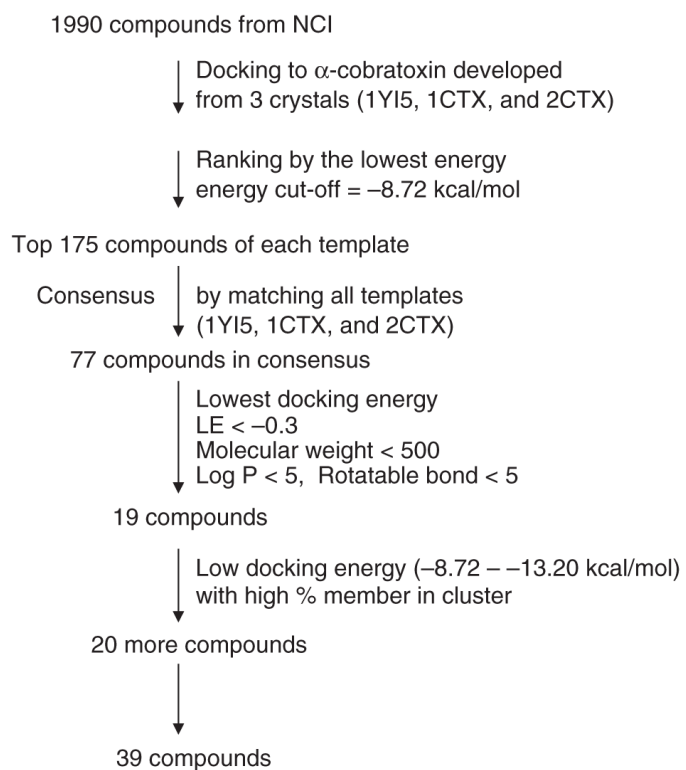 1990 compounds from NCI
Docking to α-cobratoxin developed
from 3 crystals (1YI5, 1CTX, and 2CTX)
Ranking by the lowest energy
energy cut-off = –8.72 kcal/mol
Top 175 compounds of each template
Consensus by matching all templates
(1YI5, 1CTX, and 2CTX)
77 compounds in consensus
Lowest docking energy
LE < –0.3
Molecular weight < 500
Log P < 5, Rotatable bond < 5
19 compounds
Low docking energy (–8.72 – –13.20 kcal/mol)
with high % member in cluster
20 more compounds
39 compounds